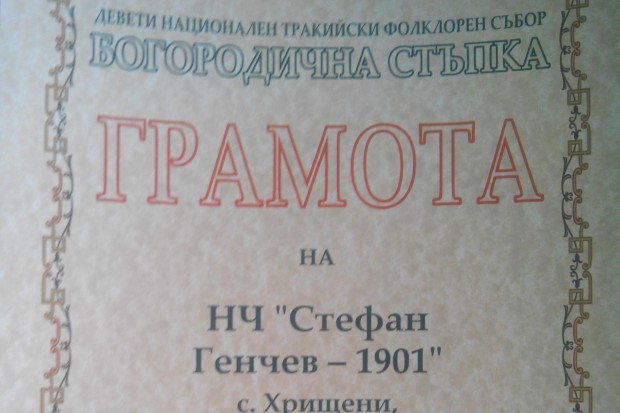 ДЕВЕТИ НАЦИОНАЛЕН ТРАКИЙСКИ ФОЛКЛОРЕН СЪБОР
БОГОРОДИЧНА СТЪПКА
ГРАМОТА
НА
НЧ "Стефан
Генчев – 1901"
с. Хрищени,